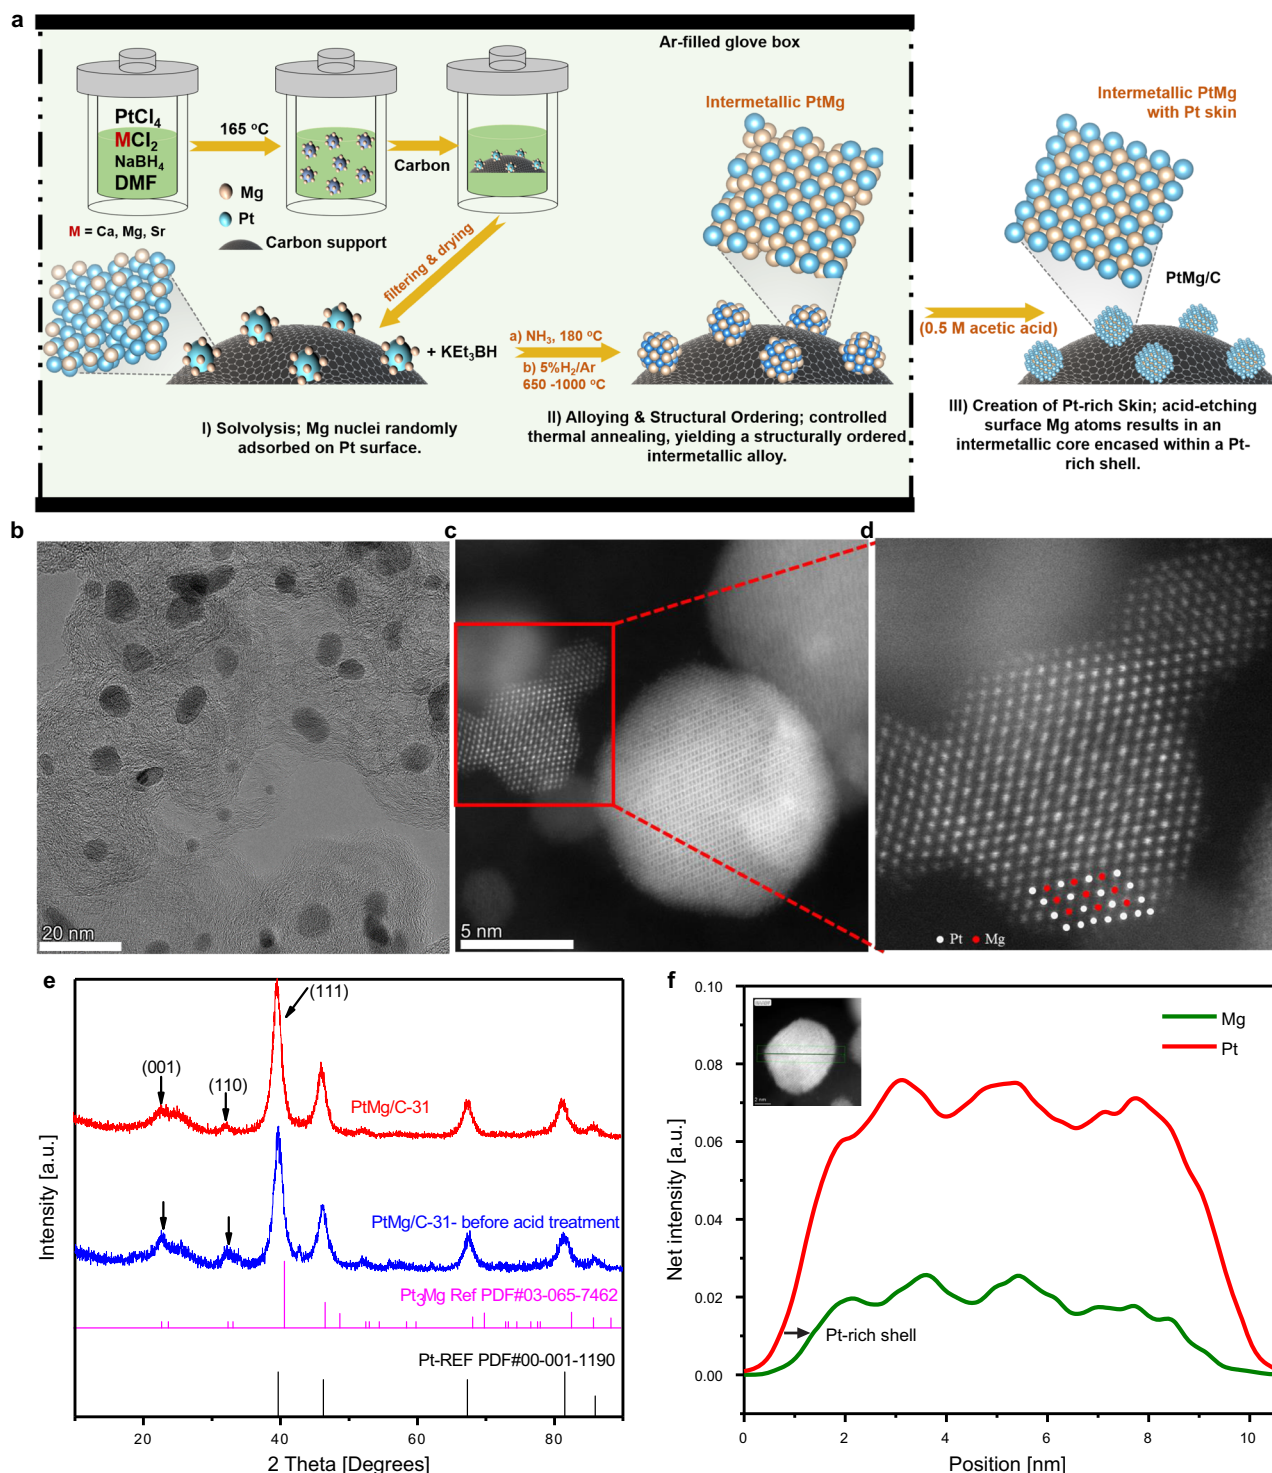 a
Ar-filled glove box
PtCl4
MCl2
NaBH4
DMF
165 oC
Carbon
Mg
Pt
Carbon support
M = Ca, Mg, Sr
filtering & drying
Intermetallic PtMg
Intermetallic PtMg
with Pt skin
+ KEt3BH
a) NH3, 180 oC
b) 5%H2/Ar
650 -1000 oC
PtMg/C
(0.5 M acetic acid)
I) Solvolysis; Mg nuclei randomly
adsorbed on Pt surface.
II) Alloying & Structural Ordering; controlled
thermal annealing, yielding a structurally ordered
intermetallic alloy.
III) Creation of Pt-rich Skin; acid-etching
surface Mg atoms results in an
intermetallic core encased within a Pt-
rich shell.
b
20 nm
c
5 nm
d
Pt
Mg
e
(111)
(001)
(110)
PtMg/C-31
PtMg/C-31- before acid treatment
Pt3Mg Ref PDF#03-065-7462
Pt-REF PDF#00-001-1190
Intensity [a.u.]
20
40
60
80
2 Theta [Degrees]
f
0.10
0.08
0.06
0.04
0.02
0.00
Net intensity [a.u.]
Mg
Pt
2 nm
Pt-rich shell
0
2
4
6
8
10
Position [nm]